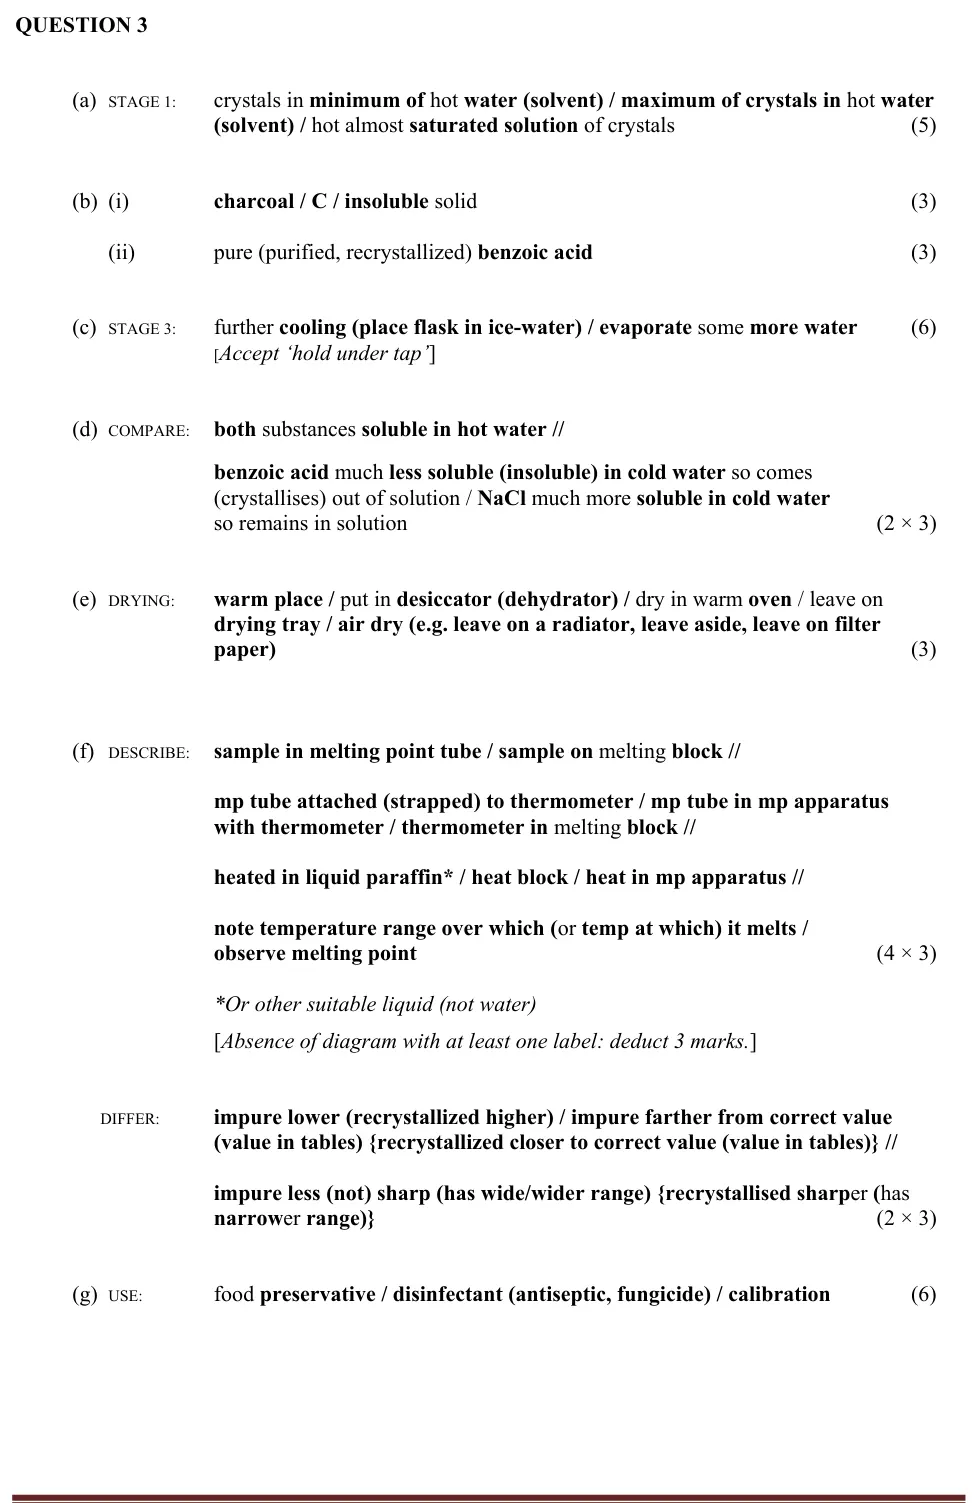 QUESTION 3
(a) STAGE 1: crystals in minimum of hot water (solvent) / maximum of crystals in hot water
(solvent) / hot almost saturated solution of crystals (5)
(b) (i) charcoal / C / insoluble solid (3)
(ii) pure (purified, recrystallized) benzoic acid (3)
(c) STAGE 3: further cooling (place flask in ice-water) / evaporate some more water (6)
[Accept ‘hold under tap’]
(d) COMPARE: both substances soluble in hot water //
benzoic acid much less soluble (insoluble) in cold water so comes
(crystallises) out of solution / NaCl much more soluble in cold water
so remains in solution (2 × 3)
(e) DRYING: warm place / put in desiccator (dehydrator) / dry in warm oven / leave on
drying tray / air dry (e.g. leave on a radiator, leave aside, leave on filter
paper) (3)
(f) DESCRIBE: sample in melting point tube / sample on melting block //
mp tube attached (strapped) to thermometer / mp tube in mp apparatus
with thermometer / thermometer in melting block //
heated in liquid paraffin* / heat block / heat in mp apparatus //
note temperature range over which (or temp at which) it melts /
observe melting point (4 × 3)
*Or other suitable liquid (not water)
[Absence of diagram with at least one label: deduct 3 marks.]
DIFFER: impure lower (recrystallized higher) / impure farther from correct value
(value in tables) {recrystallized closer to correct value (value in tables)} //
impure less (not) sharp (has wide/wider range) {recrystallised sharper (has
narrower range)} (2 × 3)
(g) USE: food preservative / disinfectant (antiseptic, fungicide) / calibration (6)